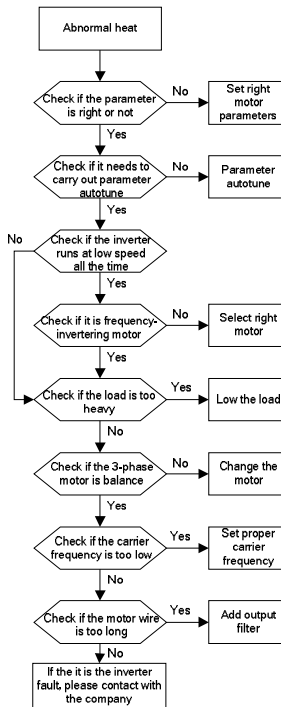 Abnormal heat
Check if the parameter
is right or not
No
Set right
motor
parameters
Yes
Check if it needs to
carry out parameter
autotune
No
Parameter
autotune
Yes
No
Check if the inverter
runs at low speed
all the time
Yes
Check if it is frequency-
invertering motor
No
Select right
motor
Yes
Check if the load is too
heavy
Yes
Low the load
No
Check if the 3-phase
motor is balance
No
Change the
motor
Yes
Check if the carrier
frequency is too low
Yes
Set proper
carrier
frequency
No
Check if the motor wire
is too long
Yes
Add output
filter
No
If the it is the inverter
fault, please contact with
the company